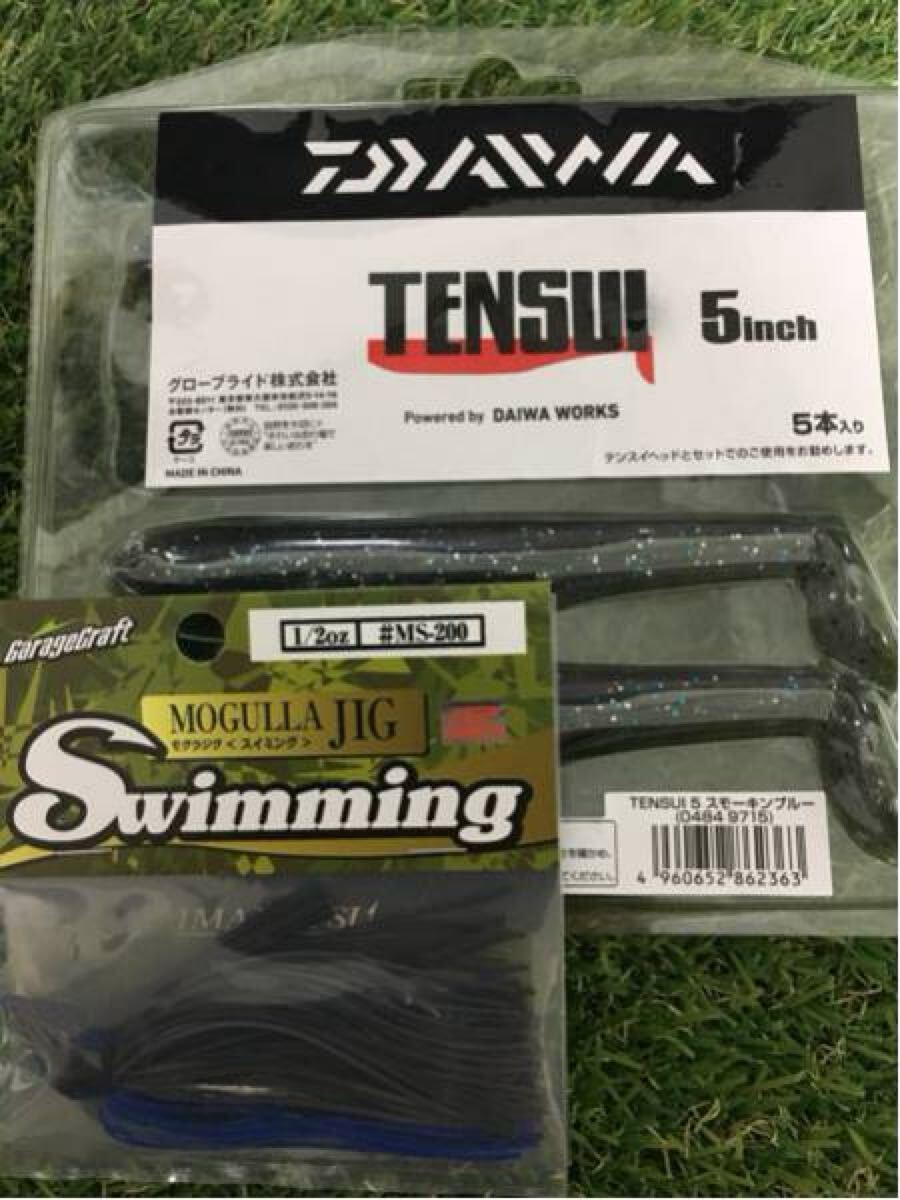 DAIWA
TENSUI 5inch
グローブライド株式会社
Powered by DAIWA WORKS
5本入り
テンスイヘッドとセットでのご使用をお勧めします。
MADE IN CHINA
GarageCraft
1/2oz #MS-200
MOGULLA JIG
モグラジグ<スイミング>
Swimming
TENSUI 5 スモーキンブルー
(0484 9715)
4 960652 862363